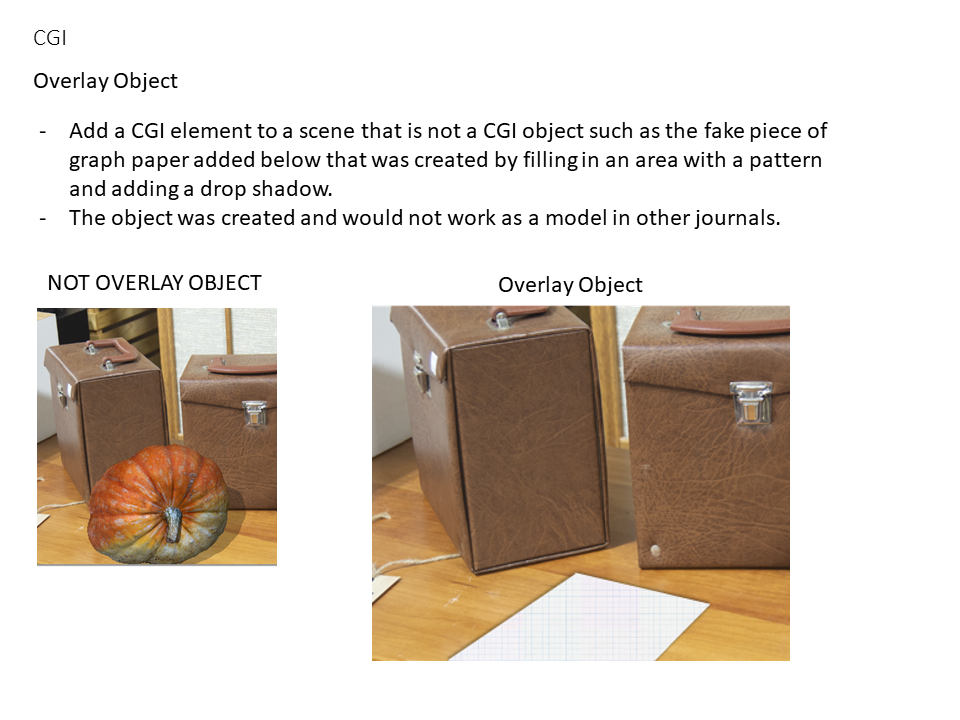 CGI
Overlay Object
- Add a CGI element to a scene that is not a CGI object such as the fake piece of
graph paper added below that was created by filling in an area with a pattern
and adding a drop shadow.
- The object was created and would not work as a model in other journals.
NOT OVERLAY OBJECT
Overlay Object